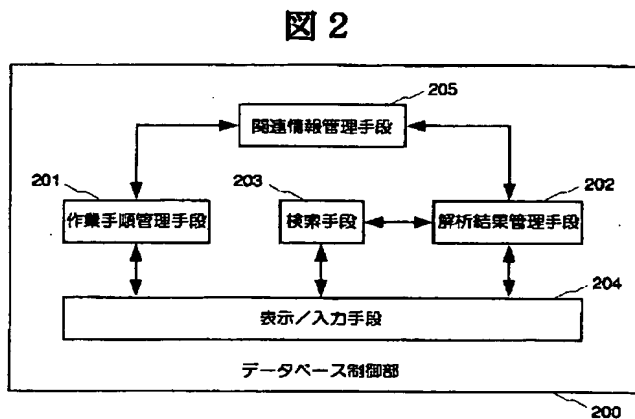 図2
205
関連情報管理手段
201
203
202
作業手順管理手段
検索手段
解析結果管理手段
204
表示／入力手段
データベース制御部
200